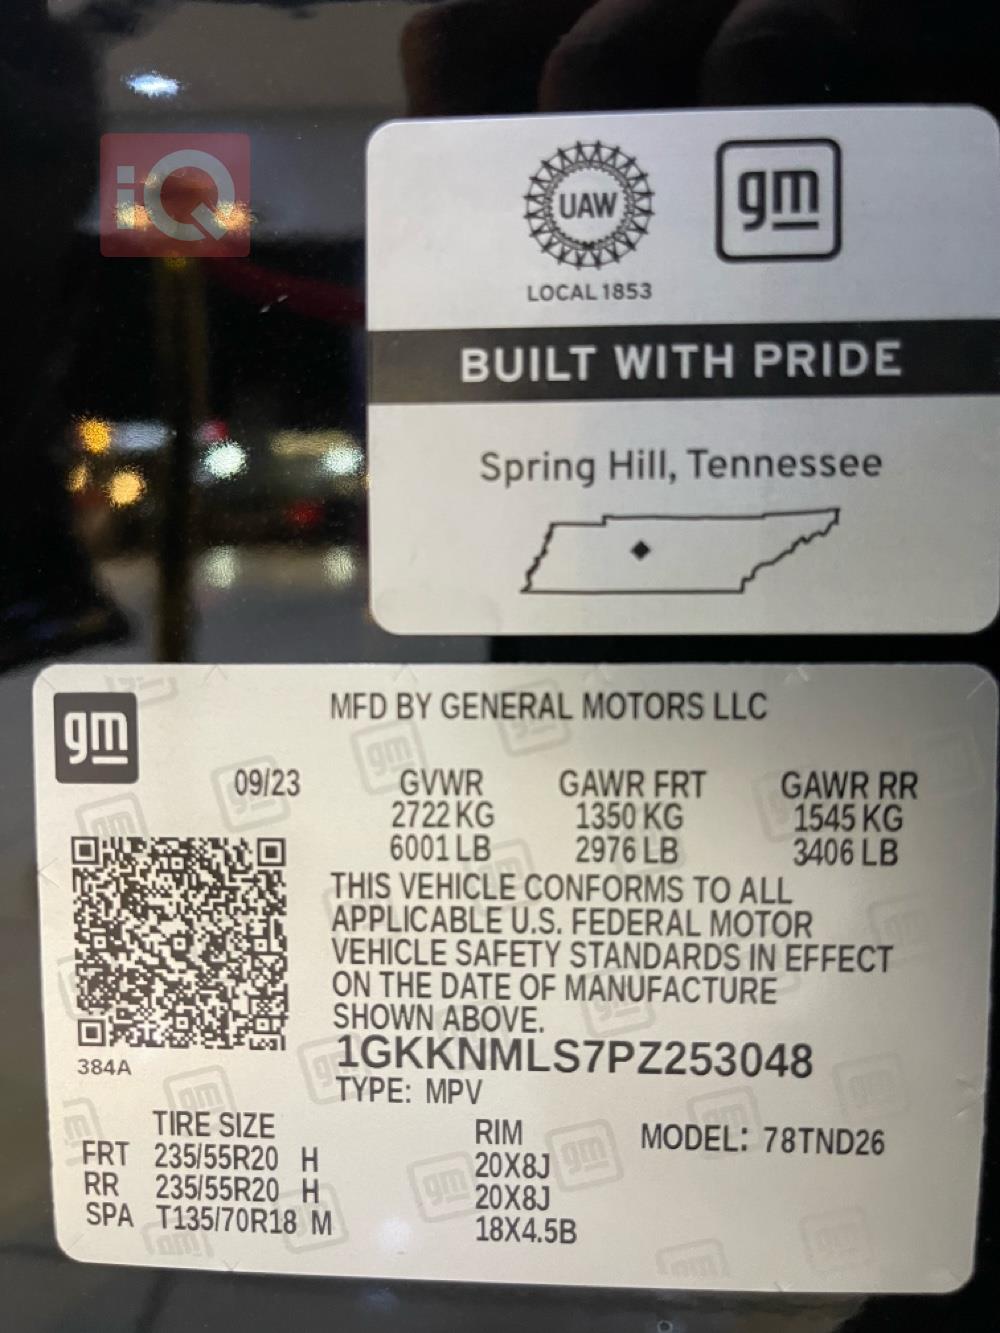 iQ
UAW
gm
LOCAL 1853
BUILT WITH PRIDE
Spring Hill, Tennessee
gm
MFD BY GENERAL MOTORS LLC
09/23 GVWR GAWR FRT GAWR RR
2722 KG 1350 KG 1545 KG
6001 LB 2976 LB 3406 LB
THIS VEHICLE CONFORMS TO ALL
APPLICABLE U.S. FEDERAL MOTOR
VEHICLE SAFETY STANDARDS IN EFFECT
ON THE DATE OF MANUFACTURE
SHOWN ABOVE.
384A
1GKKNMLS7PZ253048
TYPE: MPV
TIRE SIZE RIM MODEL: 78TND26
FRT 235/55R20 H 20X8J
RR 235/55R20 H 20X8J
SPA T135/70R18 M 18X4.5B